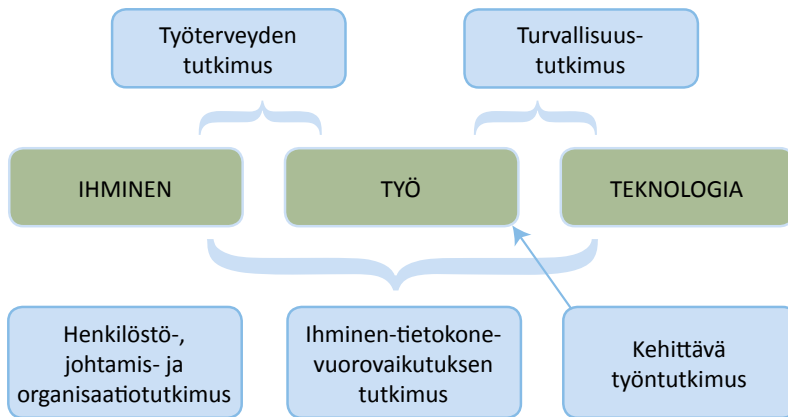 Työterveyden
tutkimus
Turvallisuus-
tutkimus
IHMINEN
TYÖ
TEKNOLOGIA
Henkilöstö-,
johtamis- ja
organisaatiotutkimus
Ihminen-tietokone-
vuorovaikutuksen
tutkimus
Kehittävä
työntutkimus